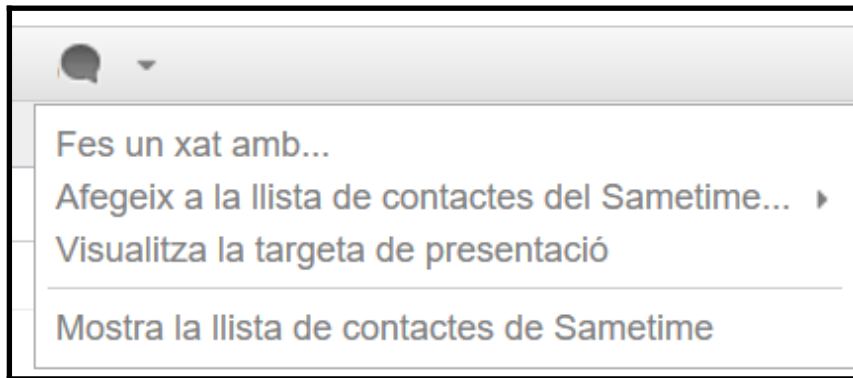 Fes un xat amb...
Afegeix a la llista de contactes del Sametime...
Visualitza la targeta de presentació
Mostra la llista de contactes de Sametime